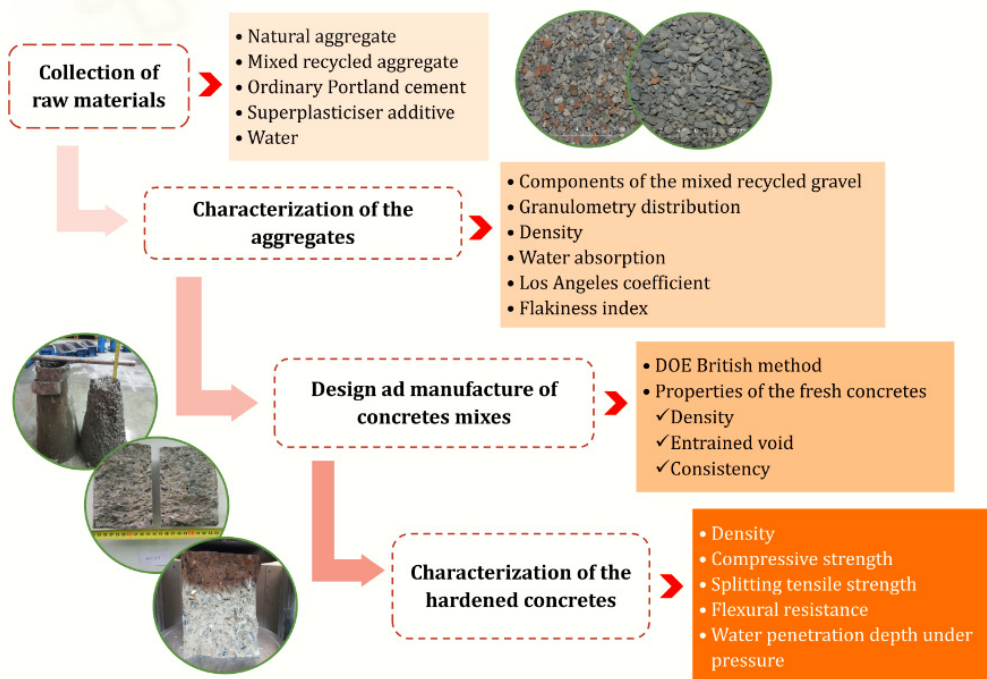 Collection of
raw materials
• Natural aggregate
• Mixed recycled aggregate
• Ordinary Portland cement
• Superplasticiser additive
• Water
Characterization of the
aggregates
• Components of the mixed recycled gravel
• Granulometry distribution
• Density
• Water absorption
• Los Angeles coefficient
• Flakiness index
Design ad manufacture of
concretes mixes
• DOE British method
• Properties of the fresh concretes
✓Density
✓Entrained void
✓Consistency
Characterization of the
hardened concretes
• Density
• Compressive strength
• Splitting tensile strength
• Flexural resistance
• Water penetration depth under
pressure